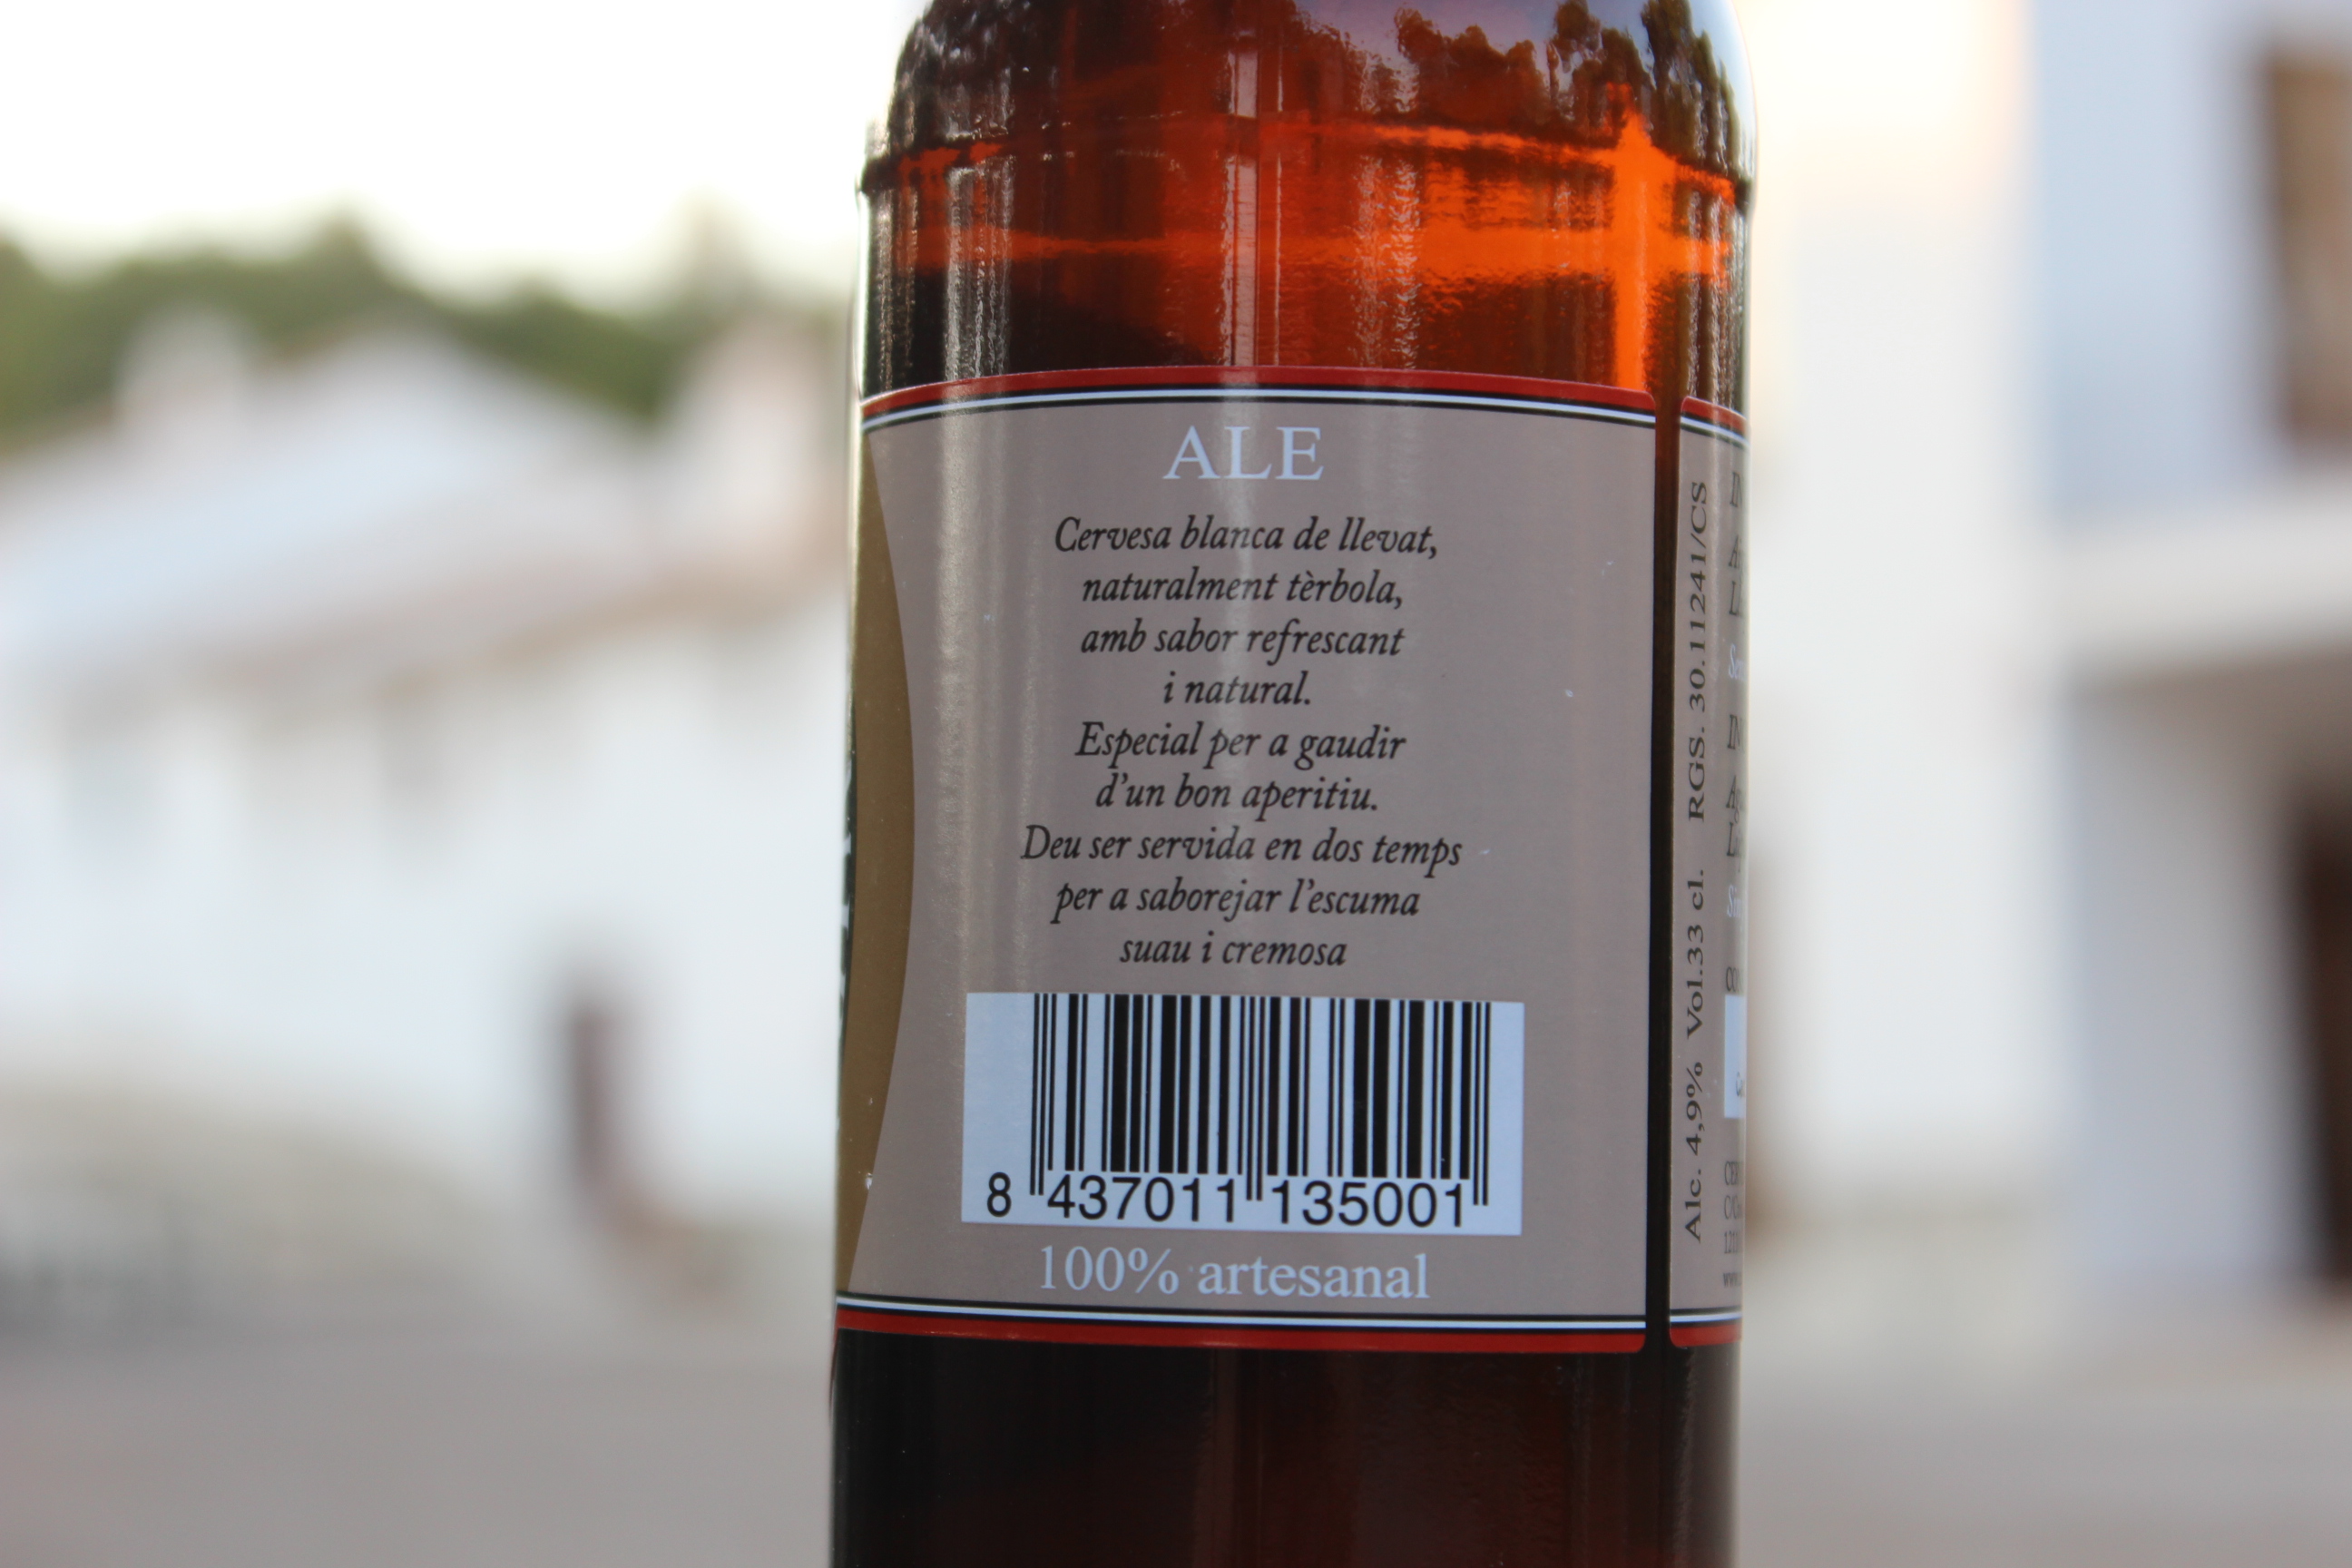 ALE
Cervesa blanca de llevat,
naturalment tèrbola,
amb sabor refrescant
i natural.
Especial per a gaudir
d'un bon aperitiu.
Deu ser servida en dos temps
per a saborejar l'escuma
suau i cremosa
8 437011 135001
100% artesanal
Alc. 4,9% Vol.33 cl. RGS. 30.11241/CS